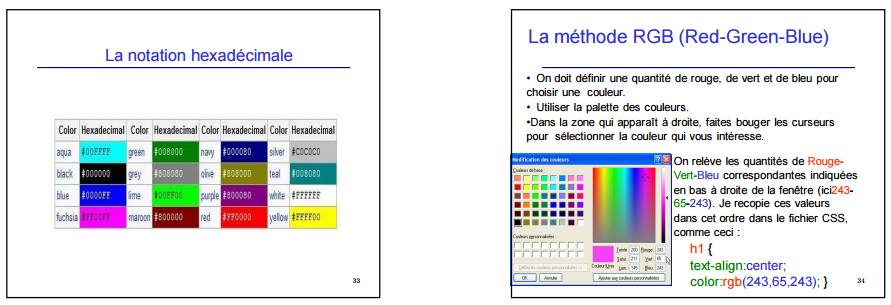 La notation hexadécimale
Color Hexadecimal Color Hexadecimal Color Hexadecimal Color Hexadecimal
aqua #00FFFF green #008000 navy #000080 silver #C0C0C0
black #000000 grey #808080 olive #808000 teal #008080
blue #0000FF lime #00FF00 purple #800080 white #FFFFFF
fuchsia #FF00FF maroon #800000 red #FF0000 yellow #FFFF00
33
La méthode RGB (Red-Green-Blue)
• On doit définir une quantité de rouge, de vert et de bleu pour
choisir une couleur.
• Utiliser la palette des couleurs.
•Dans la zone qui apparaît à droite, faites bouger les curseurs
pour sélectionner la couleur qui vous intéresse.
Modification des couleurs
Couleurs de base :
Couleurs personnalisées :
Teinte : 200 Rouge : 243
Satur. : 211 Vert : 65
Couleur|Unie Lum. : 145 Bleu : 243
Définir les couleurs personnalisées >>
OK Annuler Ajouter aux couleurs personnalisées
On relève les quantités de Rouge-
Vert-Bleu correspondantes indiquées
en bas à droite de la fenêtre (ici243-
65-243). Je recopie ces valeurs
dans cet ordre dans le fichier CSS,
comme ceci :
h1 {
text-align:center;
color:rgb(243,65,243); }
34